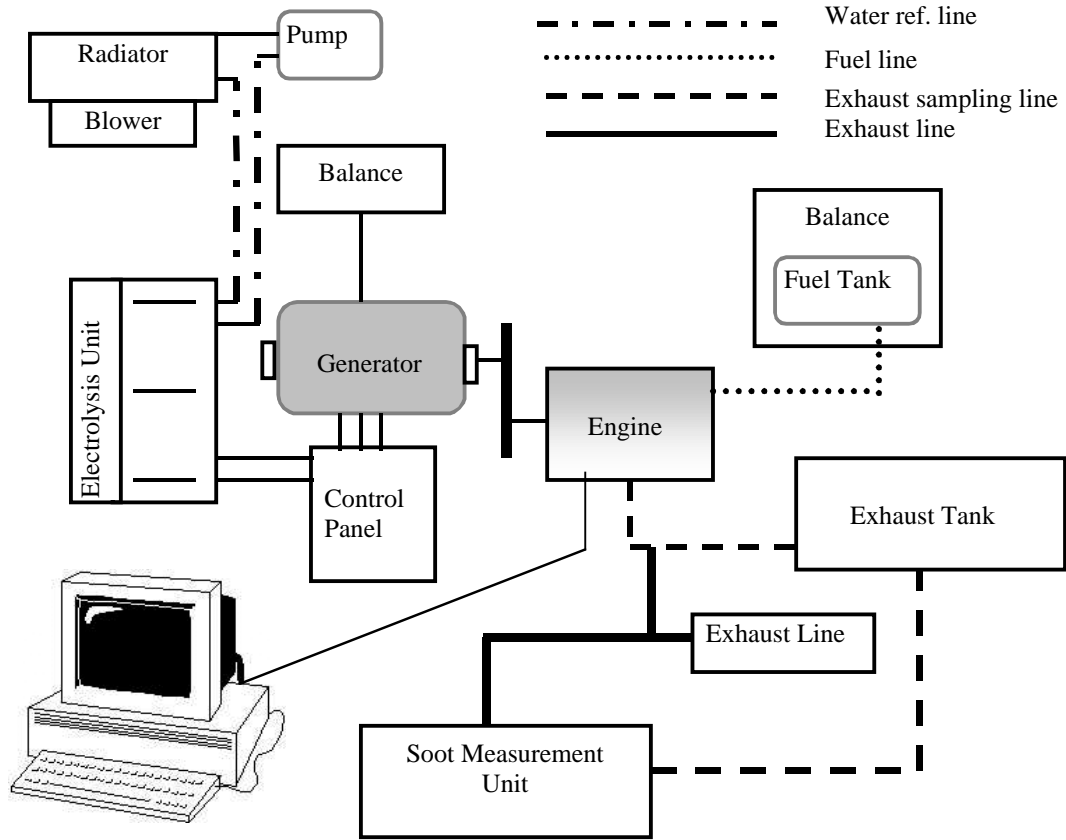 Water ref. line
Pump
Radiator
Fuel line
Exhaust sampling line
Blower
Exhaust line
Balance
Balance
Fuel Tank
Electrolysis Unit
Generator
Engine
Control
Panel
Exhaust Tank
Exhaust Line
Soot Measurement
Unit